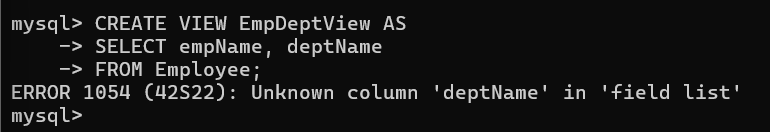 mysql> CREATE VIEW EmpDeptView AS
    -> SELECT empName, deptName
    -> FROM Employee;
ERROR 1054 (42S22): Unknown column 'deptName' in 'field list'
mysql>